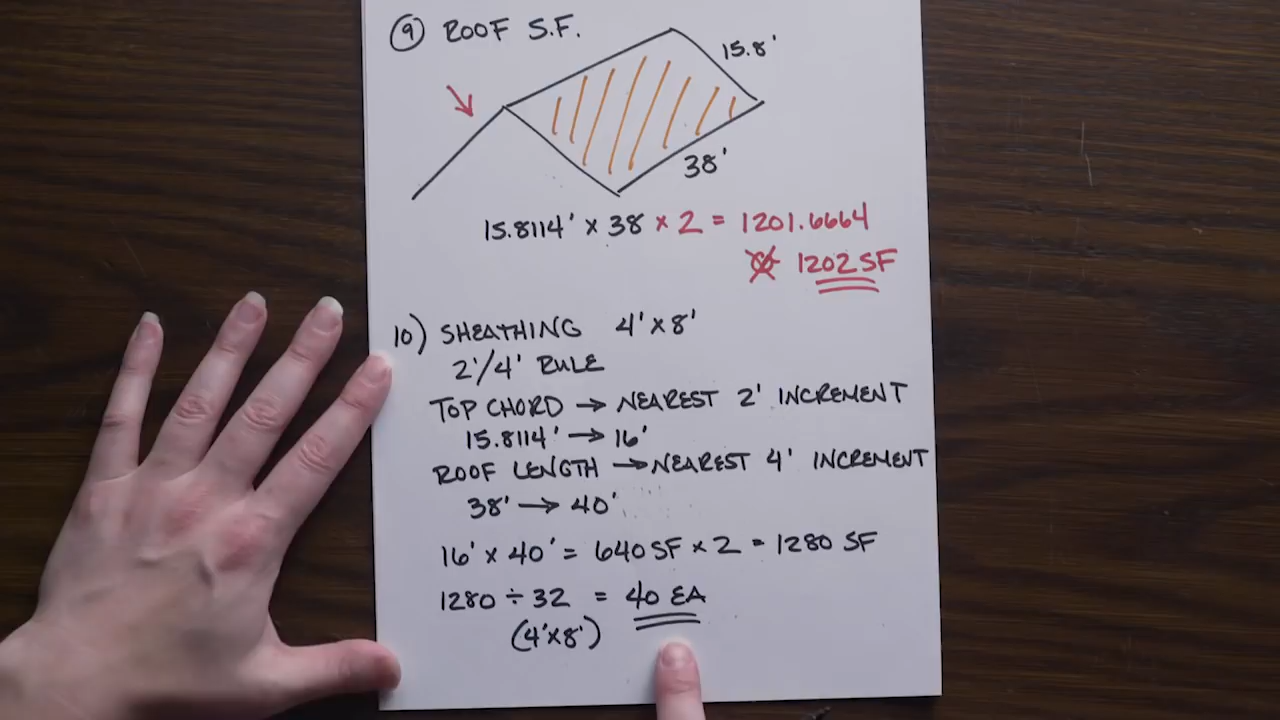 9 ROOF S.F.
15.8'
38'
15.8114' × 38 × 2 = 1201.6664
1202 SF
10) SHEATHING 4'×8'
2'/4' RULE
TOP CHORD → NEAREST 2' INCREMENT
15.8114' → 16'
ROOF LENGTH → NEAREST 4' INCREMENT
38' → 40'
16' × 40' = 640 SF × 2 = 1280 SF
1280 ÷ 32 = 40 EA
(4'×8')